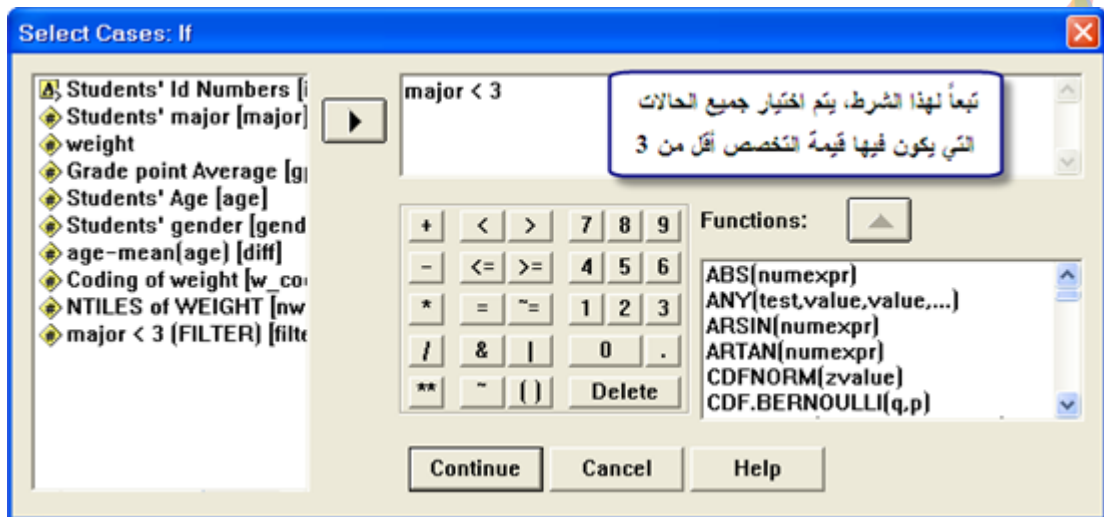 Select Cases: If
Students' Id Numbers [i
Students' major [major]
weight
Grade point Average [g
Students' Age [age]
Students' gender [gend
age-mean(age) [diff]
Coding of weight [w_co
NTILES of WEIGHT [nw
major < 3 (FILTER) [filte
major < 3
تبعاً لهذا الشرط، يتم اختيار جميع الحالات
التي يكون فيها قيمة التخصص أقل من 3
+ < > 7 8 9
- <= >= 4 5 6
* = ~= 1 2 3
/ & | 0 .
** ~ () Delete
Functions:
ABS(numexpr)
ANY(test,value,value,...)
ARSIN(numexpr)
ARTAN(numexpr)
CDFNORM(zvalue)
CDF.BERNOULLI(q,p)
Continue Cancel Help